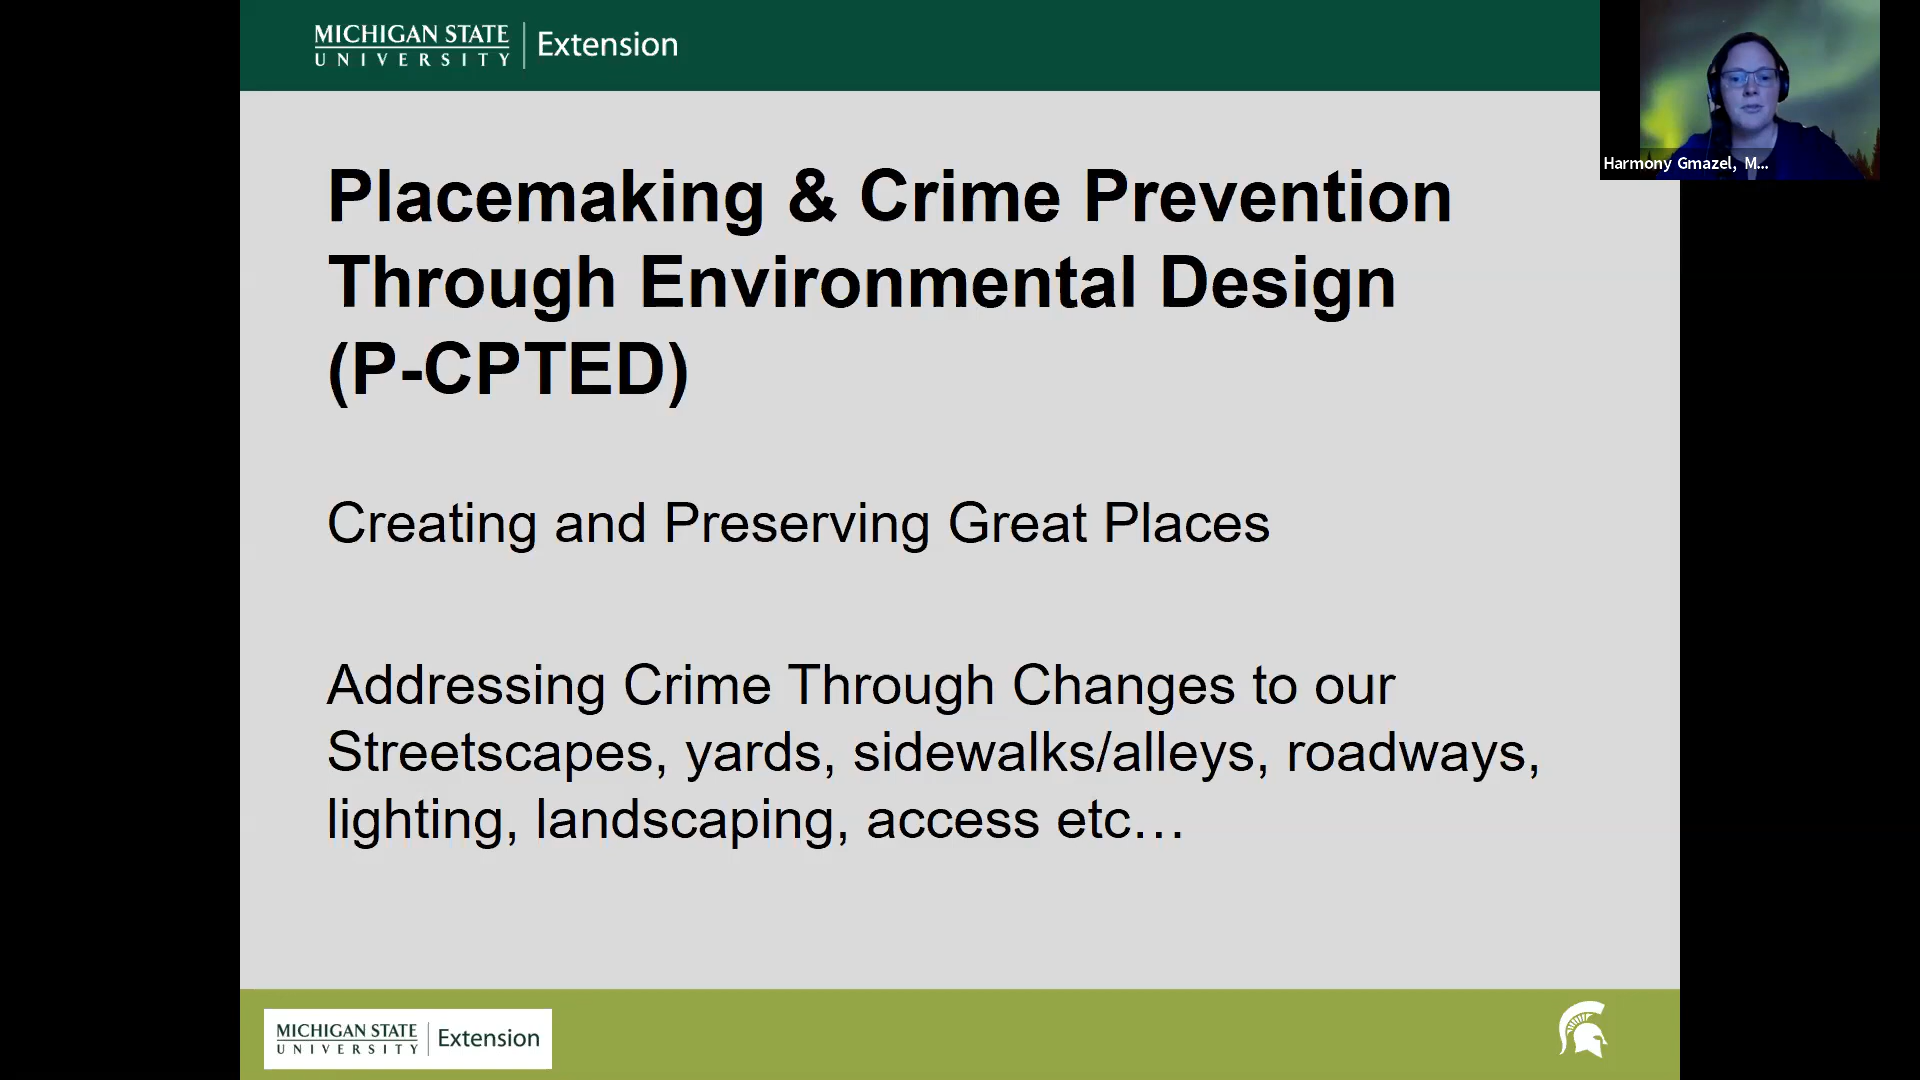 MICHIGAN STATE
UNIVERSITY
Extension
Harmony Gmazel, M...
Placemaking & Crime Prevention
Through Environmental Design
(P-CPTED)
Creating and Preserving Great Places
Addressing Crime Through Changes to our
Streetscapes, yards, sidewalks/alleys, roadways,
lighting, landscaping, access etc…
MICHIGAN STATE
UNIVERSITY
Extension